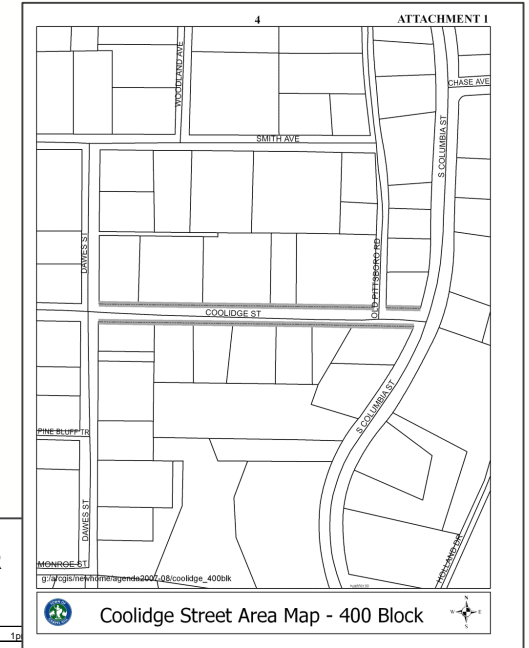 4
ATTACHMENT 1
WOODLAND AVE
CHASE AVE
S COLUMBIA ST
SMITH AVE
DAWES ST
OLD PITTSBORO RD
COOLIDGE ST
S COLUMBIA ST
PINE BLUFF TR
DAWES ST
HOLLAND DR
MONROE ST
g:/arcgis/newhome/agenda2007-08/coolidge_400blk
Coolidge Street Area Map - 400 Block
N
W
E
S